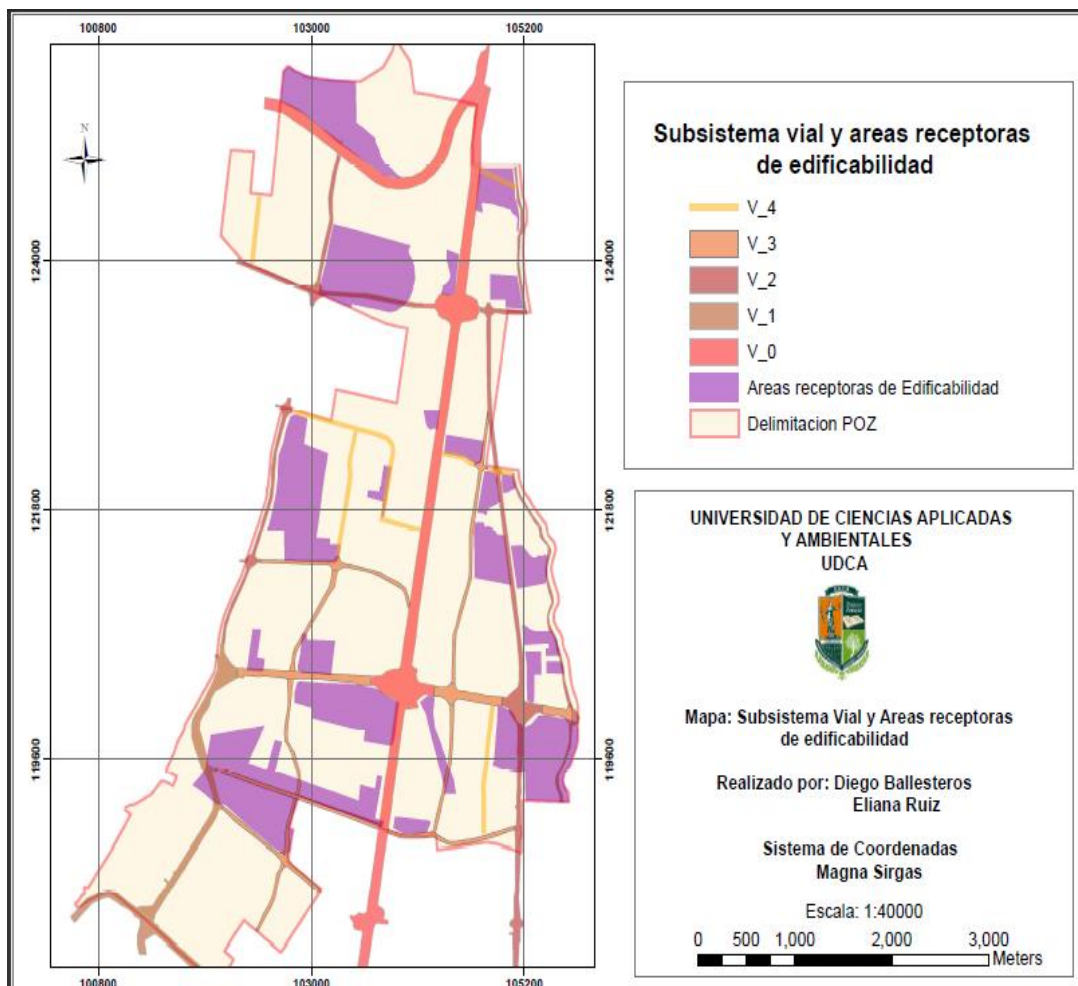 100800
103000
105200
N
124000
124000
121800
121800
119600
119600
100800
103000
105200
Subsistema vial y areas receptoras
de edificabilidad
V_4
V_3
V_2
V_1
V_0
Areas receptoras de Edificabilidad
Delimitacion POZ
UNIVERSIDAD DE CIENCIAS APLICADAS
Y AMBIENTALES
UDCA
Mapa: Subsistema Vial y Areas receptoras
de edificabilidad
Realizado por: Diego Ballesteros
Eliana Ruiz
Sistema de Coordenadas
Magna Sirgas
Escala: 1:40000
0 500 1,000 2,000 3,000
Meters